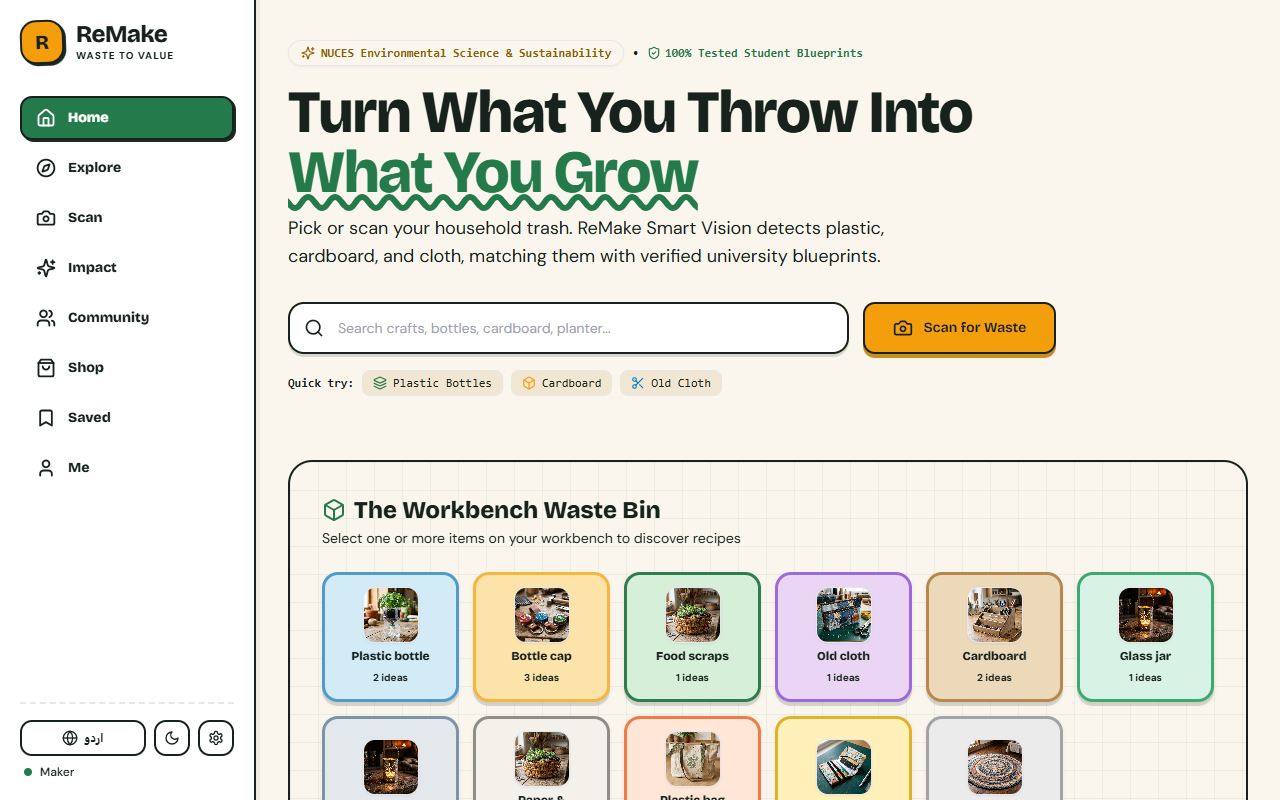 R
ReMake
WASTE TO VALUE
Home
Explore
Scan
Impact
Community
Shop
Saved
Me
اردو
Maker
NUCES Environmental Science & Sustainability
•
100% Tested Student Blueprints
Turn What You Throw Into
What You Grow
Pick or scan your household trash. ReMake Smart Vision detects plastic,
cardboard, and cloth, matching them with verified university blueprints.
Search crafts, bottles, cardboard, planter...
Scan for Waste
Quick try:
Plastic Bottles
Cardboard
Old Cloth
The Workbench Waste Bin
Select one or more items on your workbench to discover recipes
Plastic bottle
2 ideas
Bottle cap
3 ideas
Food scraps
1 ideas
Old cloth
1 ideas
Cardboard
2 ideas
Glass jar
1 ideas
Paper &
Plastic bag